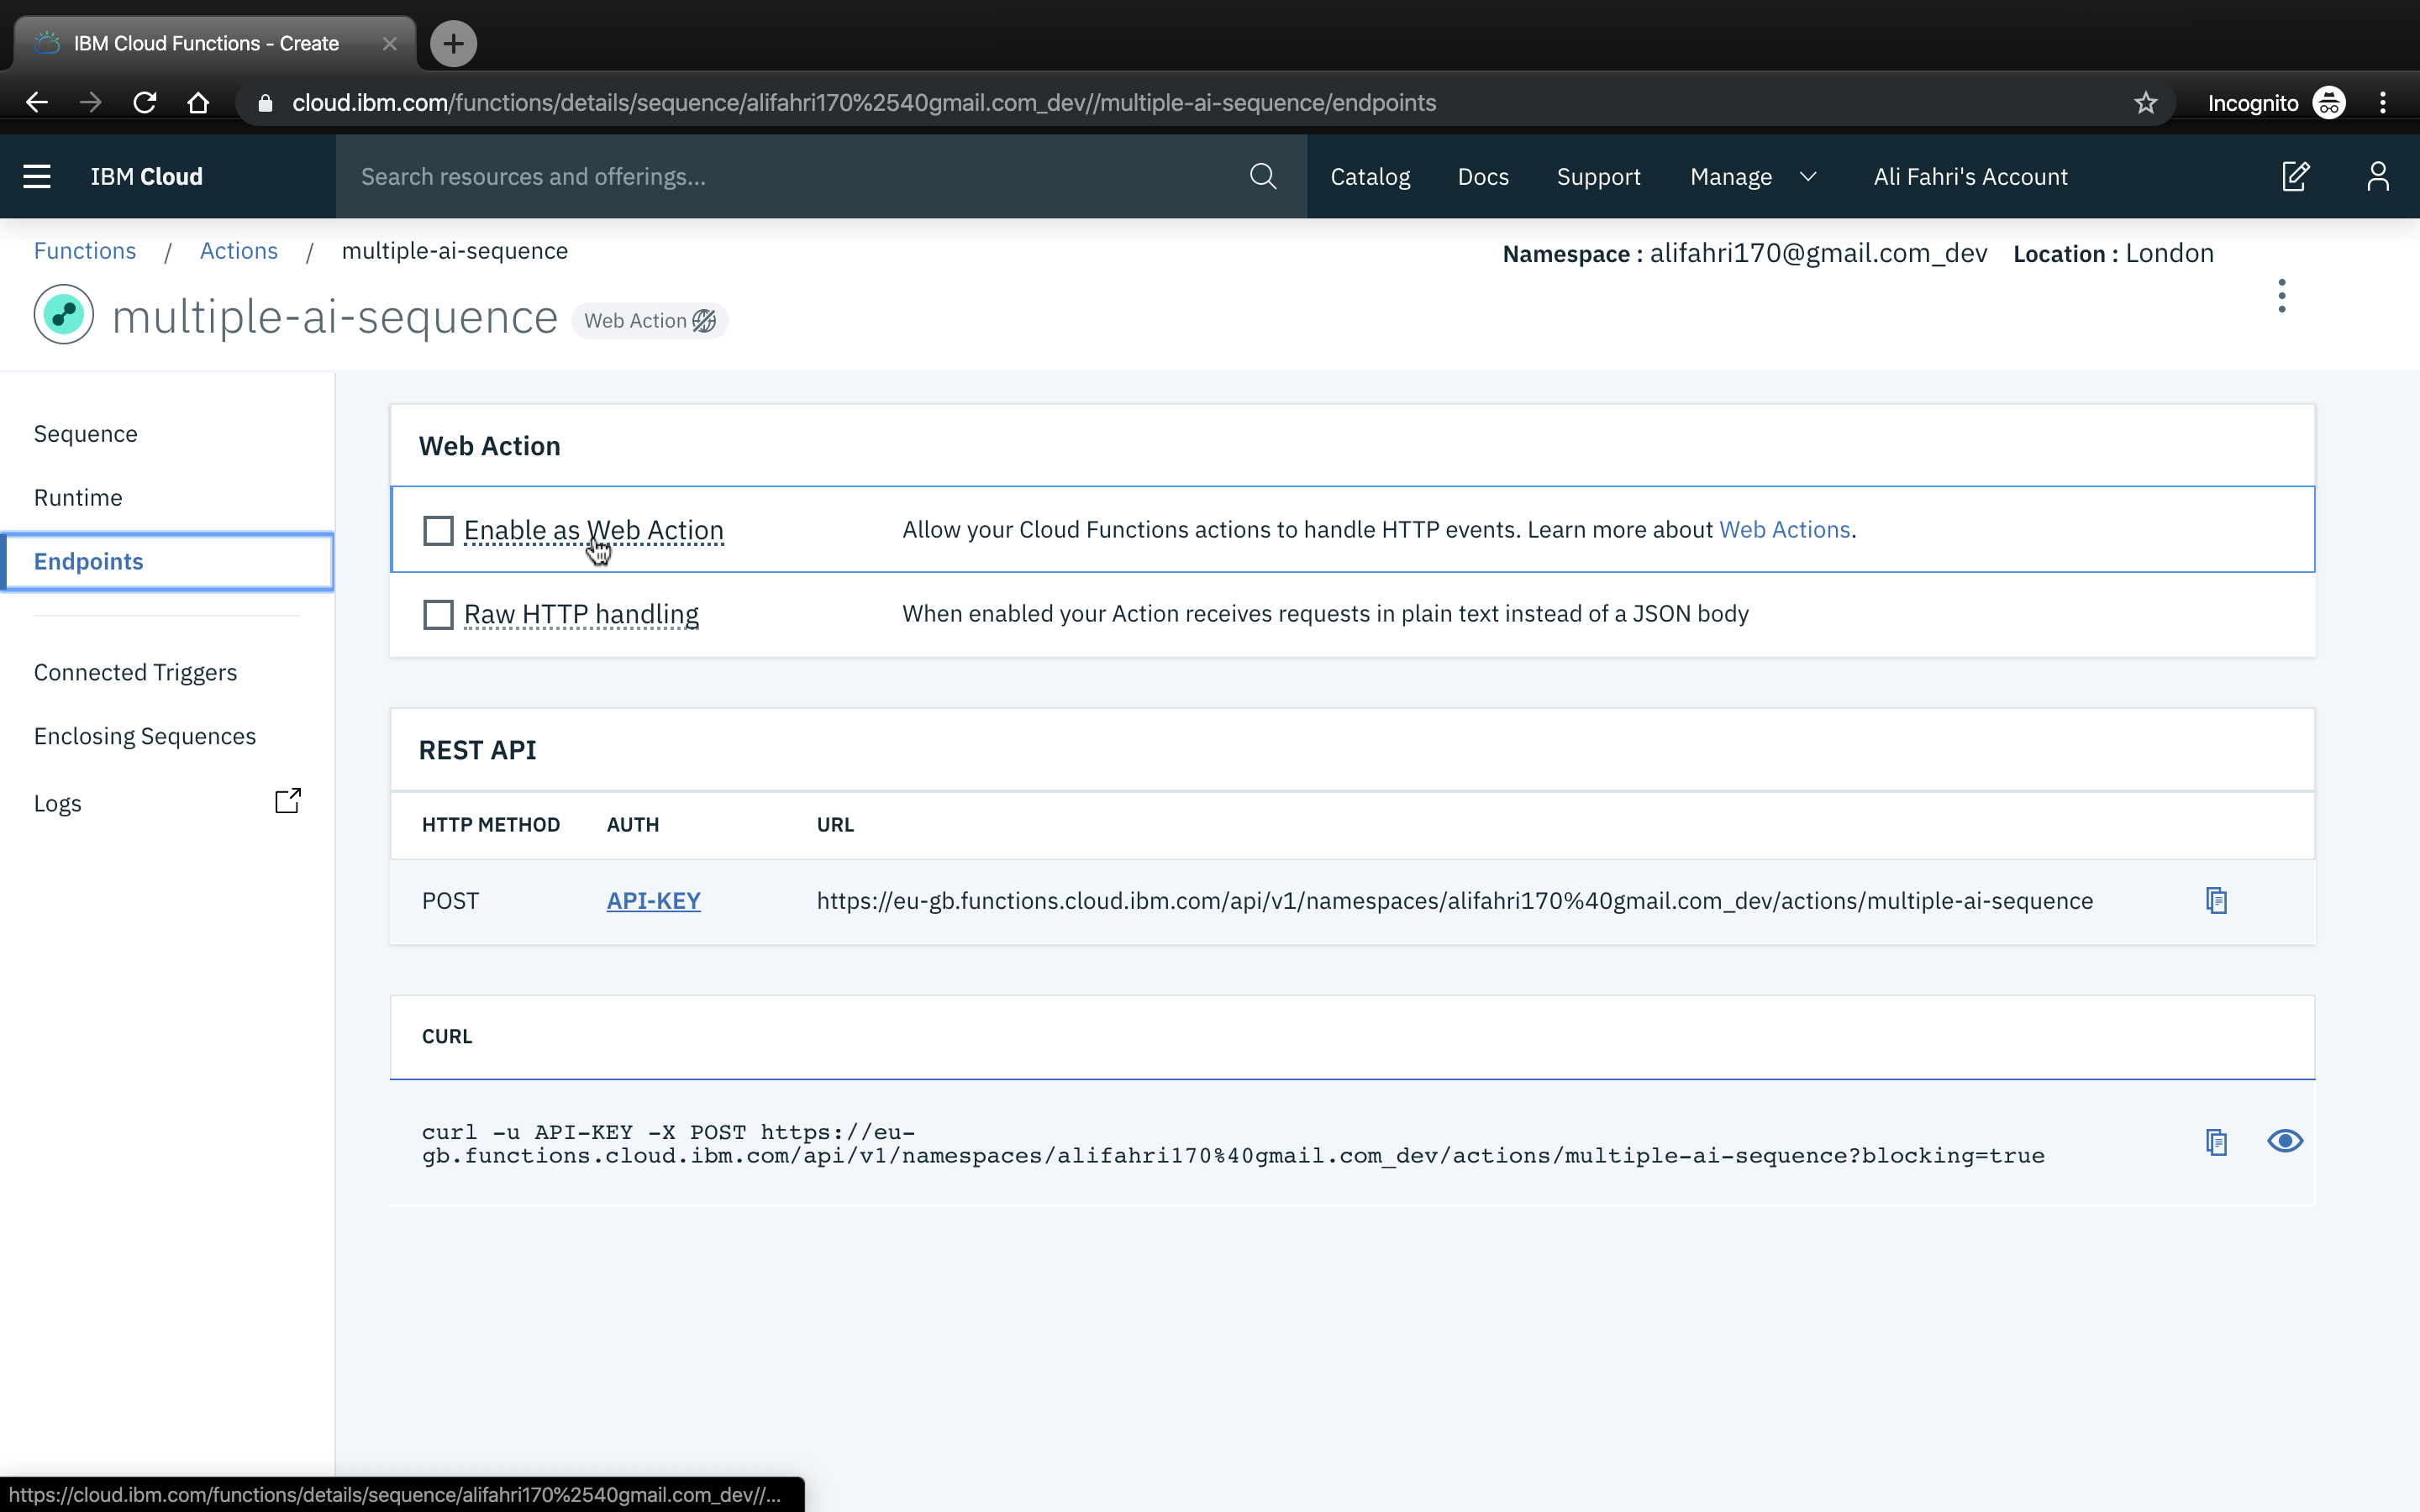 IBM Cloud Functions - Create
cloud.ibm.com/functions/details/sequence/alifahri170%2540gmail.com_dev//multiple-ai-sequence/endpoints
Incognito
IBM Cloud
Search resources and offerings...
Catalog
Docs
Support
Manage
Ali Fahri's Account
Functions / Actions / multiple-ai-sequence
Namespace : alifahri170@gmail.com_dev Location : London
multiple-ai-sequence
Web Action
Sequence
Runtime
Endpoints
Connected Triggers
Enclosing Sequences
Logs
Web Action
Enable as Web Action
Allow your Cloud Functions actions to handle HTTP events. Learn more about Web Actions.
Raw HTTP handling
When enabled your Action receives requests in plain text instead of a JSON body
REST API
HTTP METHOD AUTH URL
POST API-KEY https://eu-gb.functions.cloud.ibm.com/api/v1/namespaces/alifahri170%40gmail.com_dev/actions/multiple-ai-sequence
CURL
curl -u API-KEY -X POST https://eu-
gb.functions.cloud.ibm.com/api/v1/namespaces/alifahri170%40gmail.com_dev/actions/multiple-ai-sequence?blocking=true
https://cloud.ibm.com/functions/details/sequence/alifahri170%2540gmail.com_dev//...